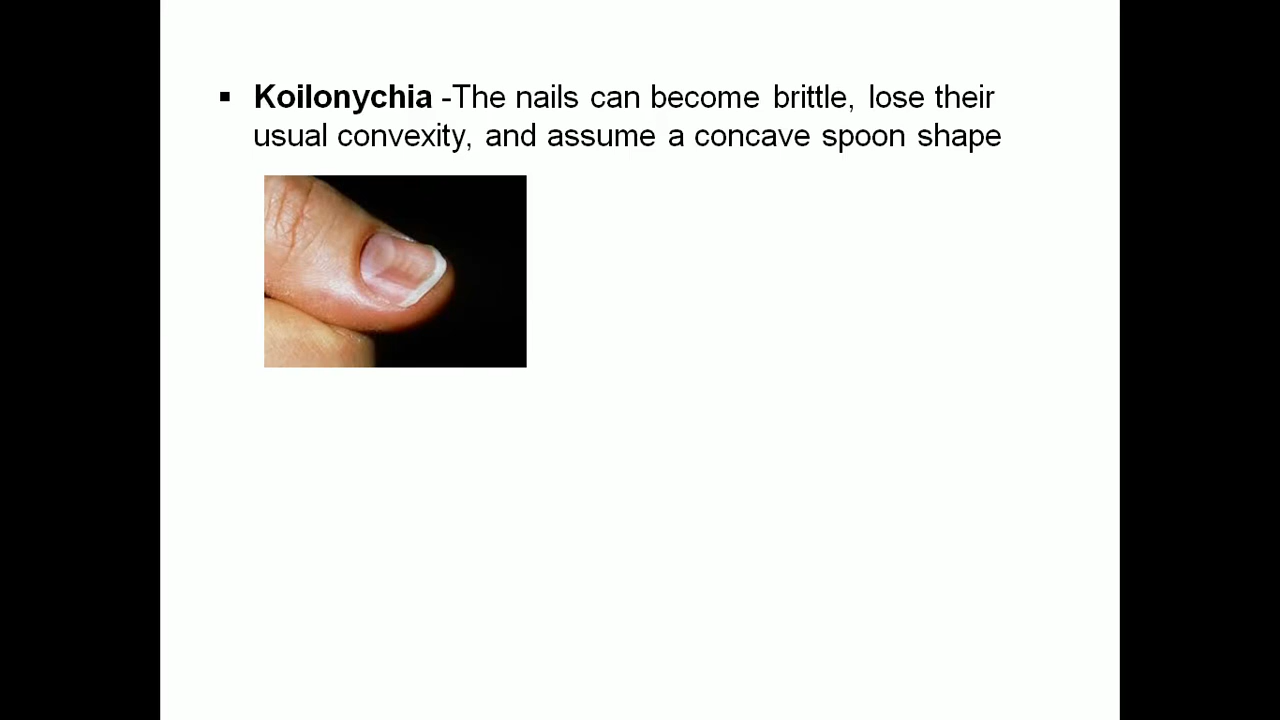 ▪ Koilonychia -The nails can become brittle, lose their
usual convexity, and assume a concave spoon shape